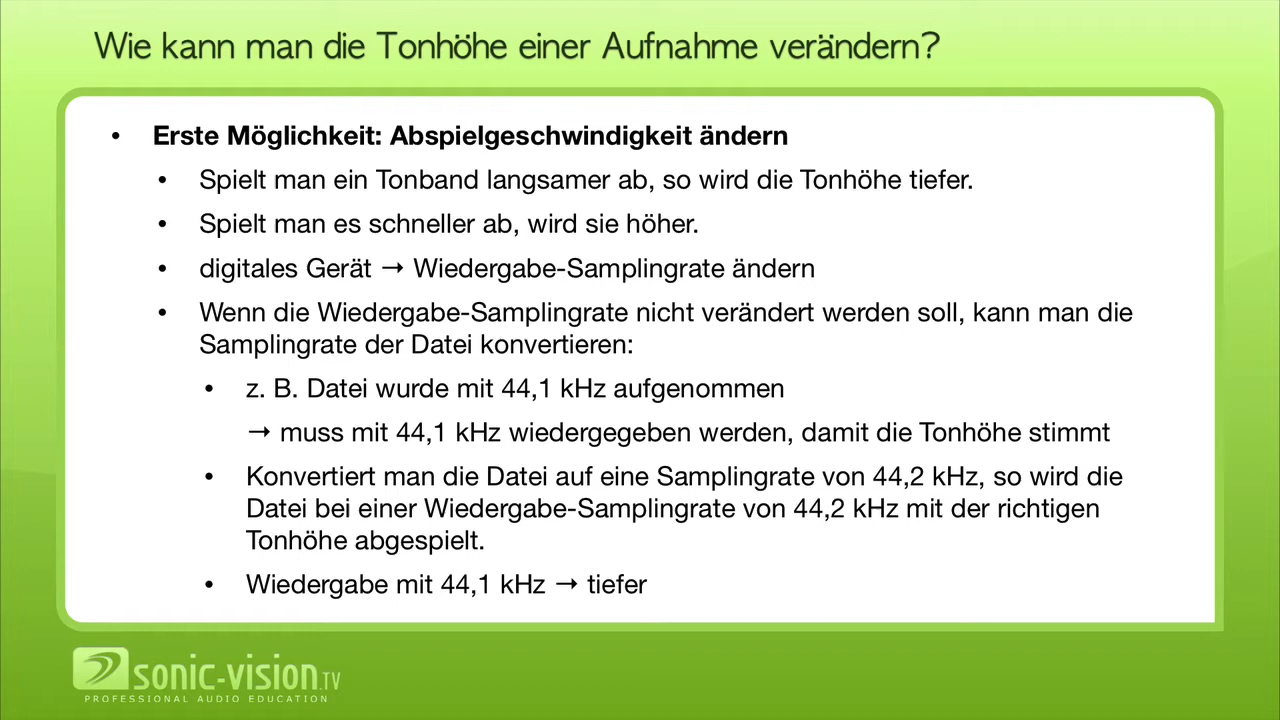 Wie kann man die Tonhöhe einer Aufnahme verändern?
• Erste Möglichkeit: Abspielgeschwindigkeit ändern
• Spielt man ein Tonband langsamer ab, so wird die Tonhöhe tiefer.
• Spielt man es schneller ab, wird sie höher.
• digitales Gerät → Wiedergabe-Samplingrate ändern
• Wenn die Wiedergabe-Samplingrate nicht verändert werden soll, kann man die
Samplingrate der Datei konvertieren:
• z. B. Datei wurde mit 44,1 kHz aufgenommen
→ muss mit 44,1 kHz wiedergegeben werden, damit die Tonhöhe stimmt
• Konvertiert man die Datei auf eine Samplingrate von 44,2 kHz, so wird die
Datei bei einer Wiedergabe-Samplingrate von 44,2 kHz mit der richtigen
Tonhöhe abgespielt.
• Wiedergabe mit 44,1 kHz → tiefer
sonic-vision.TV
PROFESSIONAL AUDIO EDUCATION